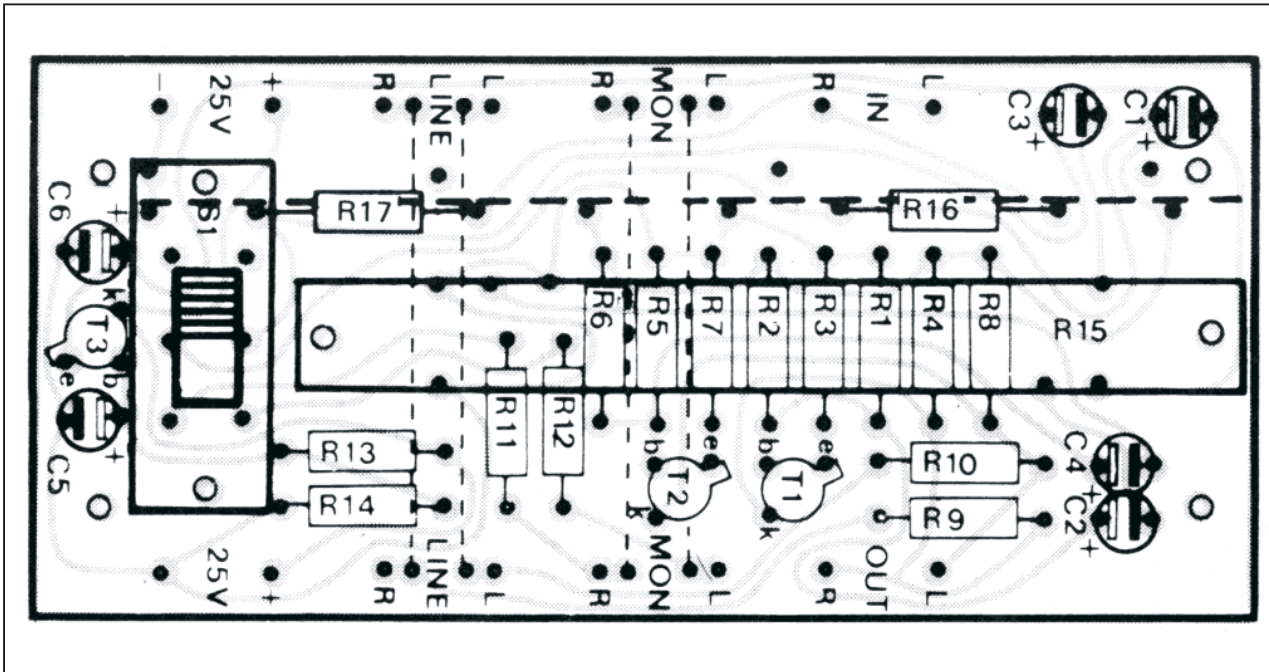 - 25V +
R LINE L
R MON L
R IN L
C3 +
C1 +
C6 +
S1
R17
R16
k T3
e b
C5 +
R6 R5 R7 R2 R3 R1 R4 R8
R15
R11 R12
R13
R14
b e
T2
k
b e
T1
k
R10
R9
C4 +
C2 +
25V +
R LINE L
R MON L
R OUT L